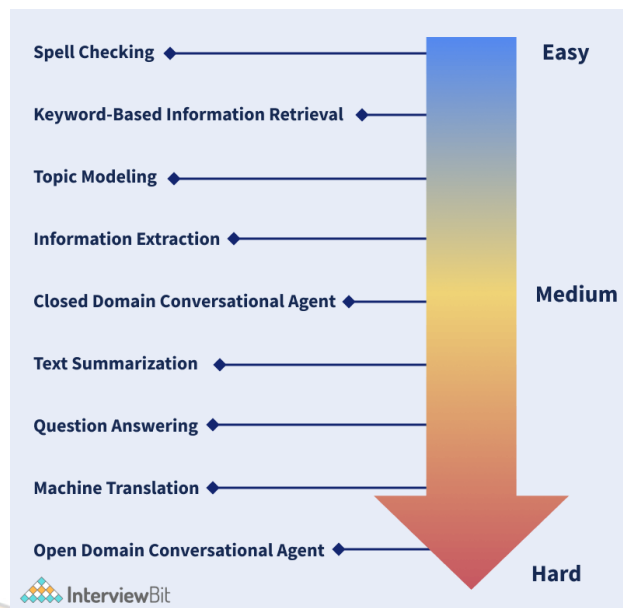 Spell Checking
Easy
Keyword-Based Information Retrieval
Topic Modeling
Information Extraction
Closed Domain Conversational Agent
Medium
Text Summarization
Question Answering
Machine Translation
Open Domain Conversational Agent
Hard
InterviewBit